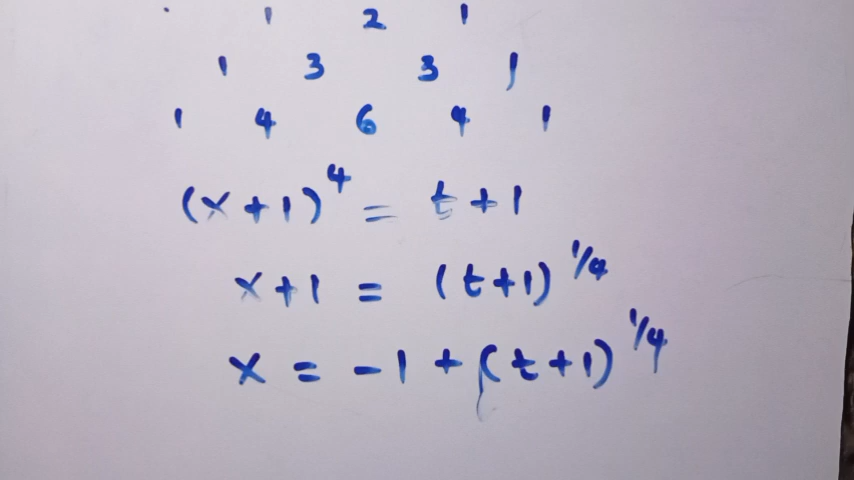 1 2 1
1 3 3 1
1 4 6 4 1
(x+1)^4 = t+1
x+1 = (t+1)^1/4
x = -1 + (t+1)^1/4